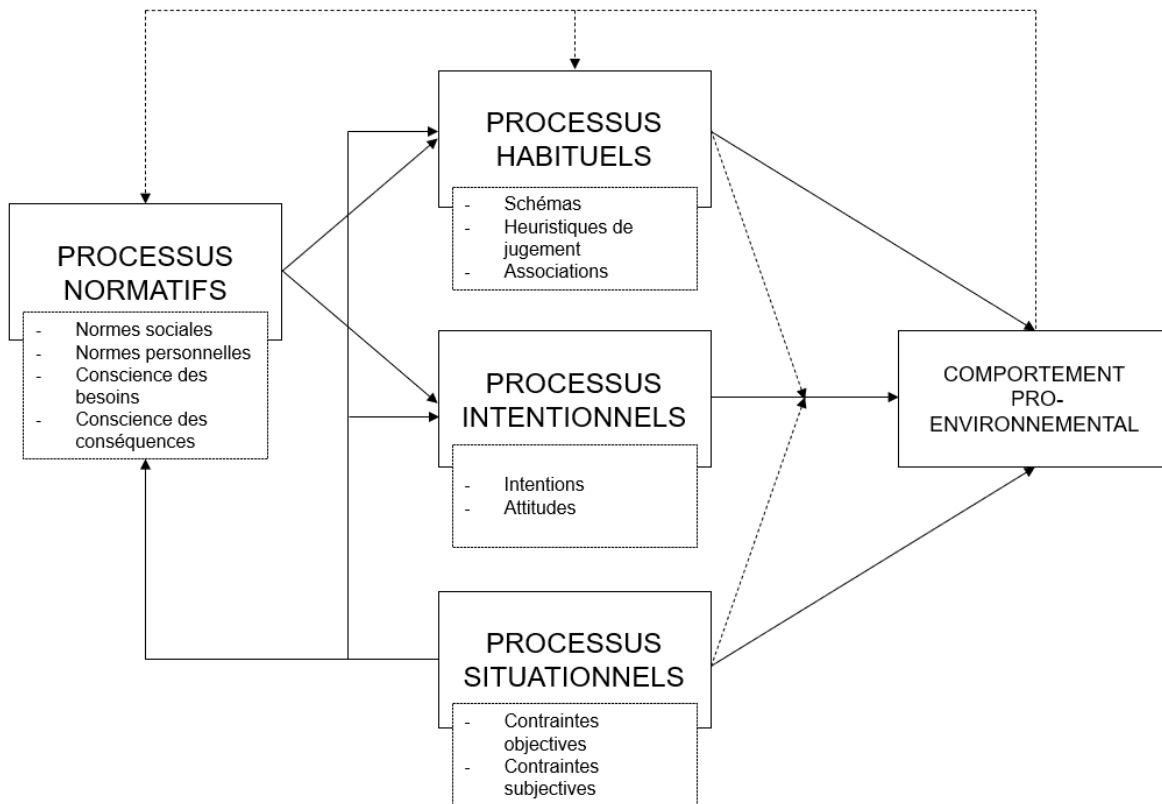 PROCESSUS
NORMATIFS
- Normes sociales
- Normes personnelles
- Conscience des
besoins
- Conscience des
conséquences
PROCESSUS
HABITUELS
- Schémas
- Heuristiques de
jugement
- Associations
PROCESSUS
INTENTIONNELS
- Intentions
- Attitudes
PROCESSUS
SITUATIONNELS
- Contraintes
objectives
- Contraintes
subjectives
COMPORTEMENT
PRO-
ENVIRONNEMENTAL